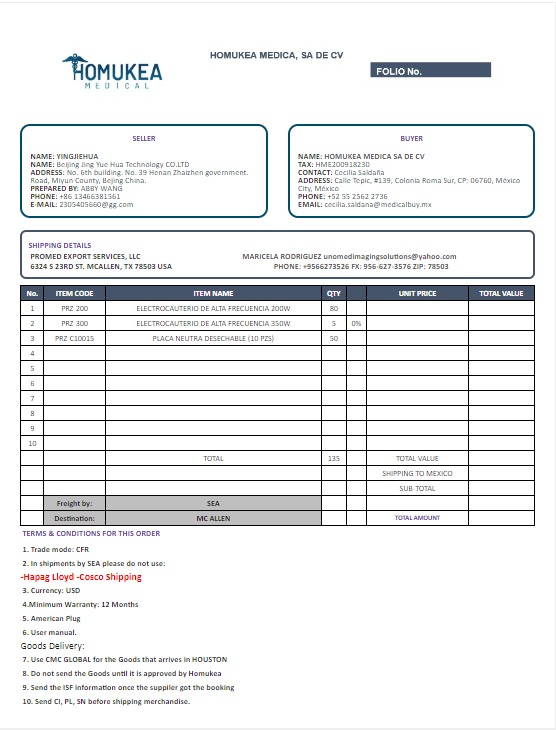 HOMUKEA
MEDICAL
HOMUKEA MEDICA, SA DE CV
FOLIO No.
SELLER
NAME: YINGJIEHUA
NAME: Beijing Jing Yue Hua Technology CO.LTD
ADDRESS: No. 6th building. No. 39 Henan Zhaizhen government.
Road, Miyun County, Beijing China.
PREPARED BY: ABBY WANG
PHONE: +86 13466381561
E-MAIL: 2305405660@gg.com
BUYER
NAME: HOMUKEA MEDICA SA DE CV
TAX: HME200918230
CONTACT: Cecilia Saldaña
ADDRESS: Calle Tepic, #139, Colonia Roma Sur, CP: 06760, México
City, México
PHONE: +52 55 2562 2736
EMAIL: cecilia.saldana@medicalbuy.mx
SHIPPING DETAILS
PROMED EXPORT SERVICES, LLC MARICELA RODRIGUEZ unomedimagingsolutions@yahoo.com
6324 S 23RD ST. MCALLEN, TX 78503 USA PHONE: +9566273526 FX: 956-627-3576 ZIP: 78503
No. ITEM CODE ITEM NAME QTY UNIT PRICE TOTAL VALUE
1 PRZ 200 ELECTROCAUTERIO DE ALTA FRECUENCIA 200W 80
2 PRZ 300 ELECTROCAUTERIO DE ALTA FRECUENCIA 350W 5 0%
3 PRZ C10015 PLACA NEUTRA DESECHABLE (10 PZS) 50
4
5
6
7
8
9
10
TOTAL 135 TOTAL VALUE
SHIPPING TO MEXICO
SUB-TOTAL
Freight by: SEA
Destination: MC ALLEN TOTAL AMOUNT
TERMS & CONDITIONS FOR THIS ORDER
1. Trade mode: CFR
2. In shipments by SEA please do not use:
-Hapag Lloyd -Cosco Shipping
3. Currency: USD
4.Minimum Warranty: 12 Months
5. American Plug
6. User manual.
Goods Delivery:
7. Use CMC GLOBAL for the Goods that arrives in HOUSTON
8. Do not send the Goods until it is approved by Homukea
9. Send the ISF Information once the suppiler got the booking
10. Send CI, PL, SN before shipping merchandise.